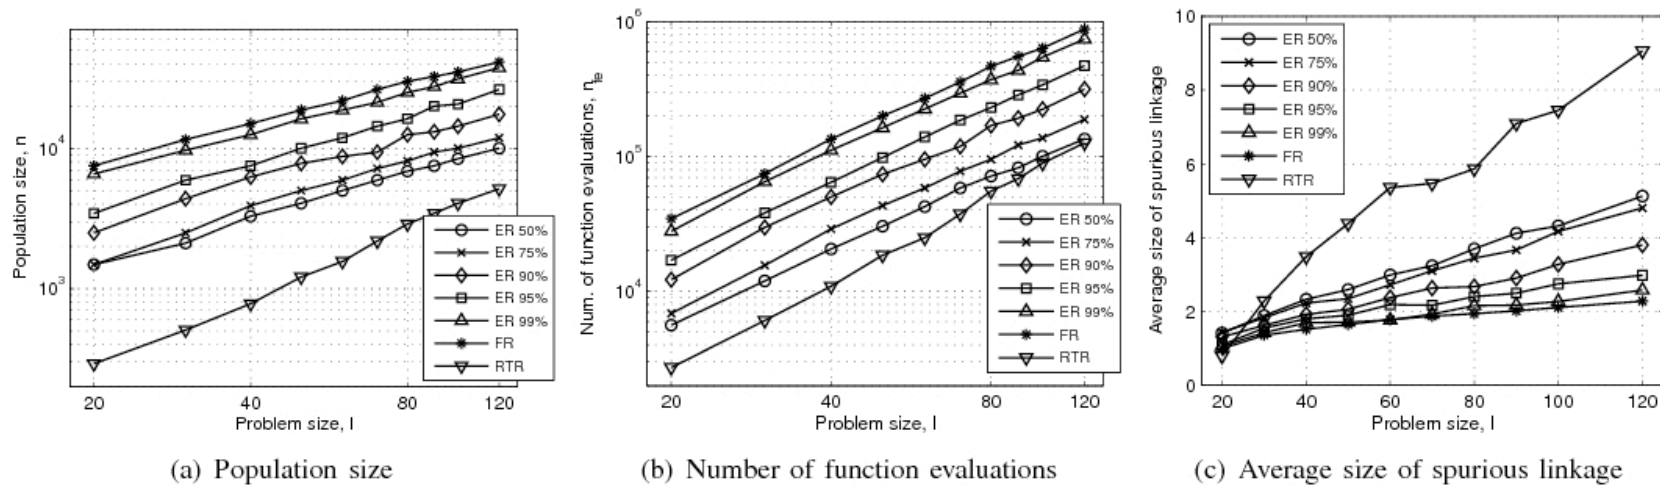 Population size, n
10^4
10^3
20
40
80
120
Problem size, l
ER 50%
ER 75%
ER 90%
ER 95%
ER 99%
FR
RTR
(a) Population size
Num. of function evaluations, n_fe
10^6
10^5
10^4
20
40
80
120
Problem size, l
ER 50%
ER 75%
ER 90%
ER 95%
ER 99%
FR
RTR
(b) Number of function evaluations
Average size of spurious linkage
10
8
6
4
2
0
20
40
60
80
100
120
Problem size, l
ER 50%
ER 75%
ER 90%
ER 95%
ER 99%
FR
RTR
(c) Average size of spurious linkage